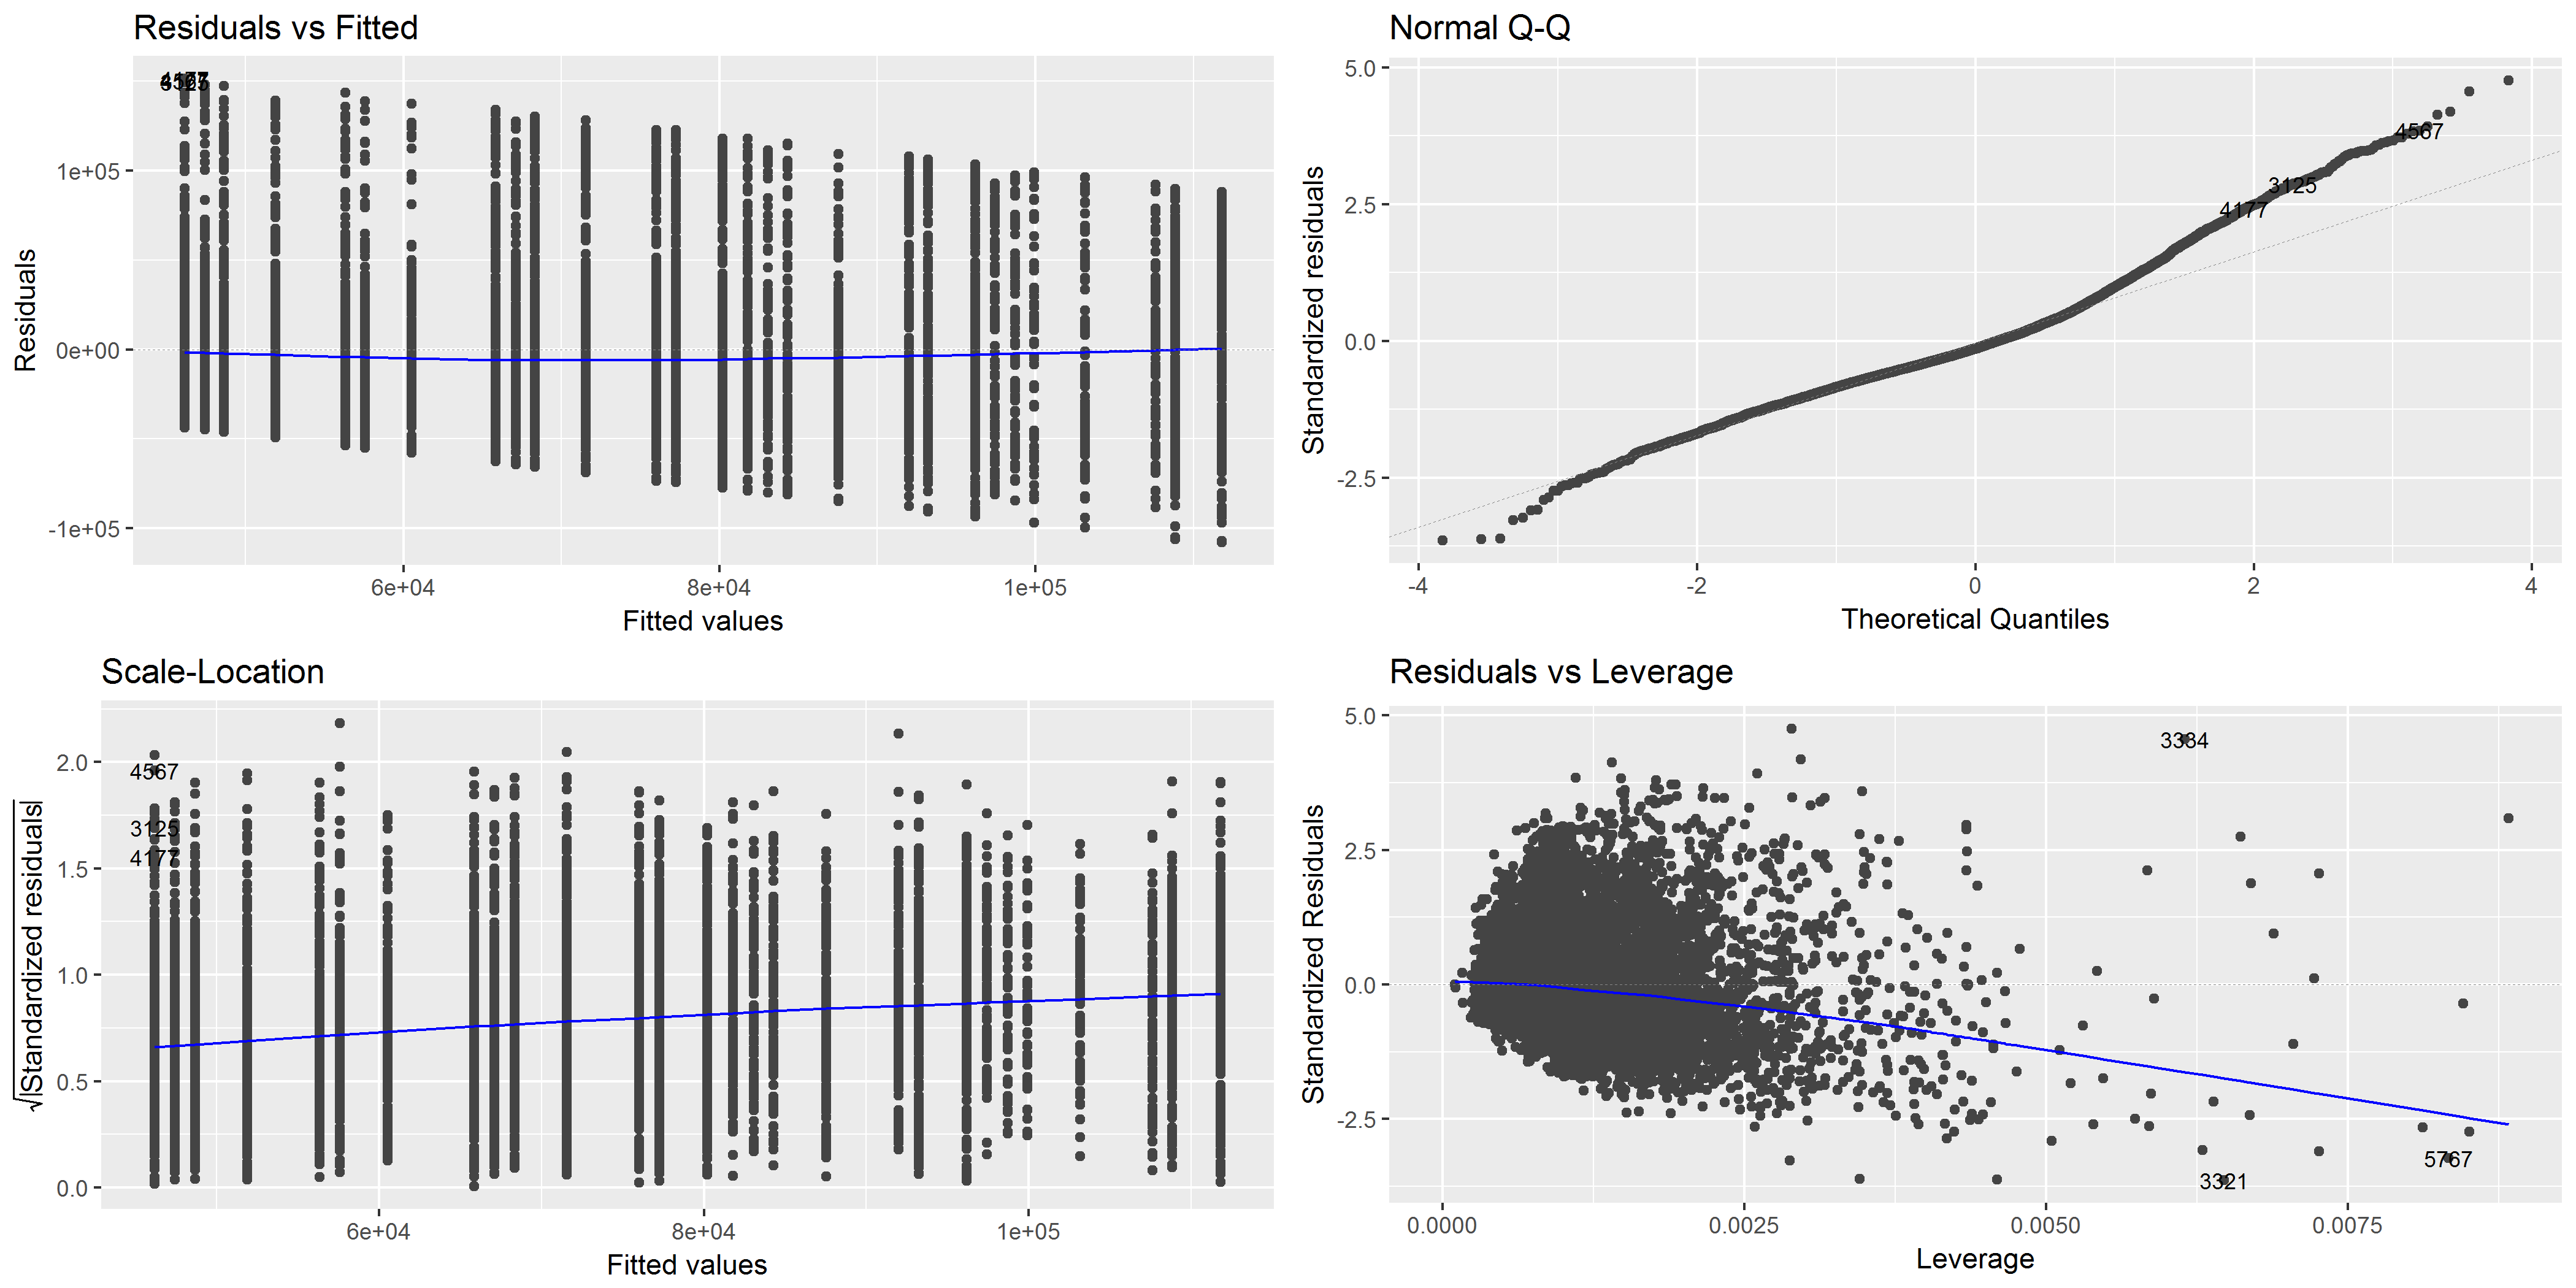 Residuals vs Fitted
4567
3125
1e+05
0e+00
-1e+05
Residuals
6e+04 8e+04 1e+05
Fitted values
Normal Q-Q
5.0
2.5
0.0
-2.5
Standardized residuals
4567
3125
4177
-4 -2 0 2 4
Theoretical Quantiles
Scale-Location
2.0
1.5
1.0
0.5
0.0
√|Standardized residuals|
4567
3125
4177
6e+04 8e+04 1e+05
Fitted values
Residuals vs Leverage
5.0
2.5
0.0
-2.5
Standardized Residuals
3384
5767
3321
0.0000 0.0025 0.0050 0.0075
Leverage